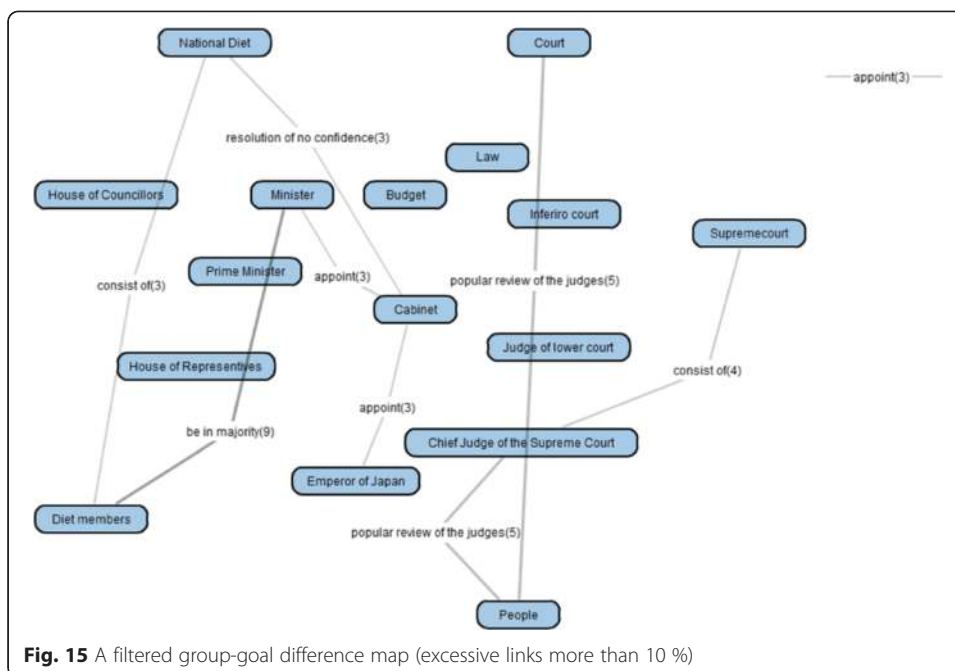 National Diet
Court
appoint(3)
resolution of no confidence(3)
Law
House of Councillors
Minister
Budget
Inferiro court
Supremecourt
Prime Minister
appoint(3)
consist of(3)
popular review of the judges(5)
Cabinet
Judge of lower court
House of Representives
consist of(4)
appoint(3)
be in majority(9)
Chief Judge of the Supreme Court
Emperor of Japan
Diet members
popular review of the judges(5)
People
Fig. 15 A filtered group-goal difference map (excessive links more than 10 %)